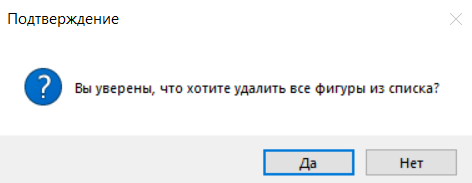 Подтверждение
Вы уверены, что хотите удалить все фигуры из списка?
Да
Нет